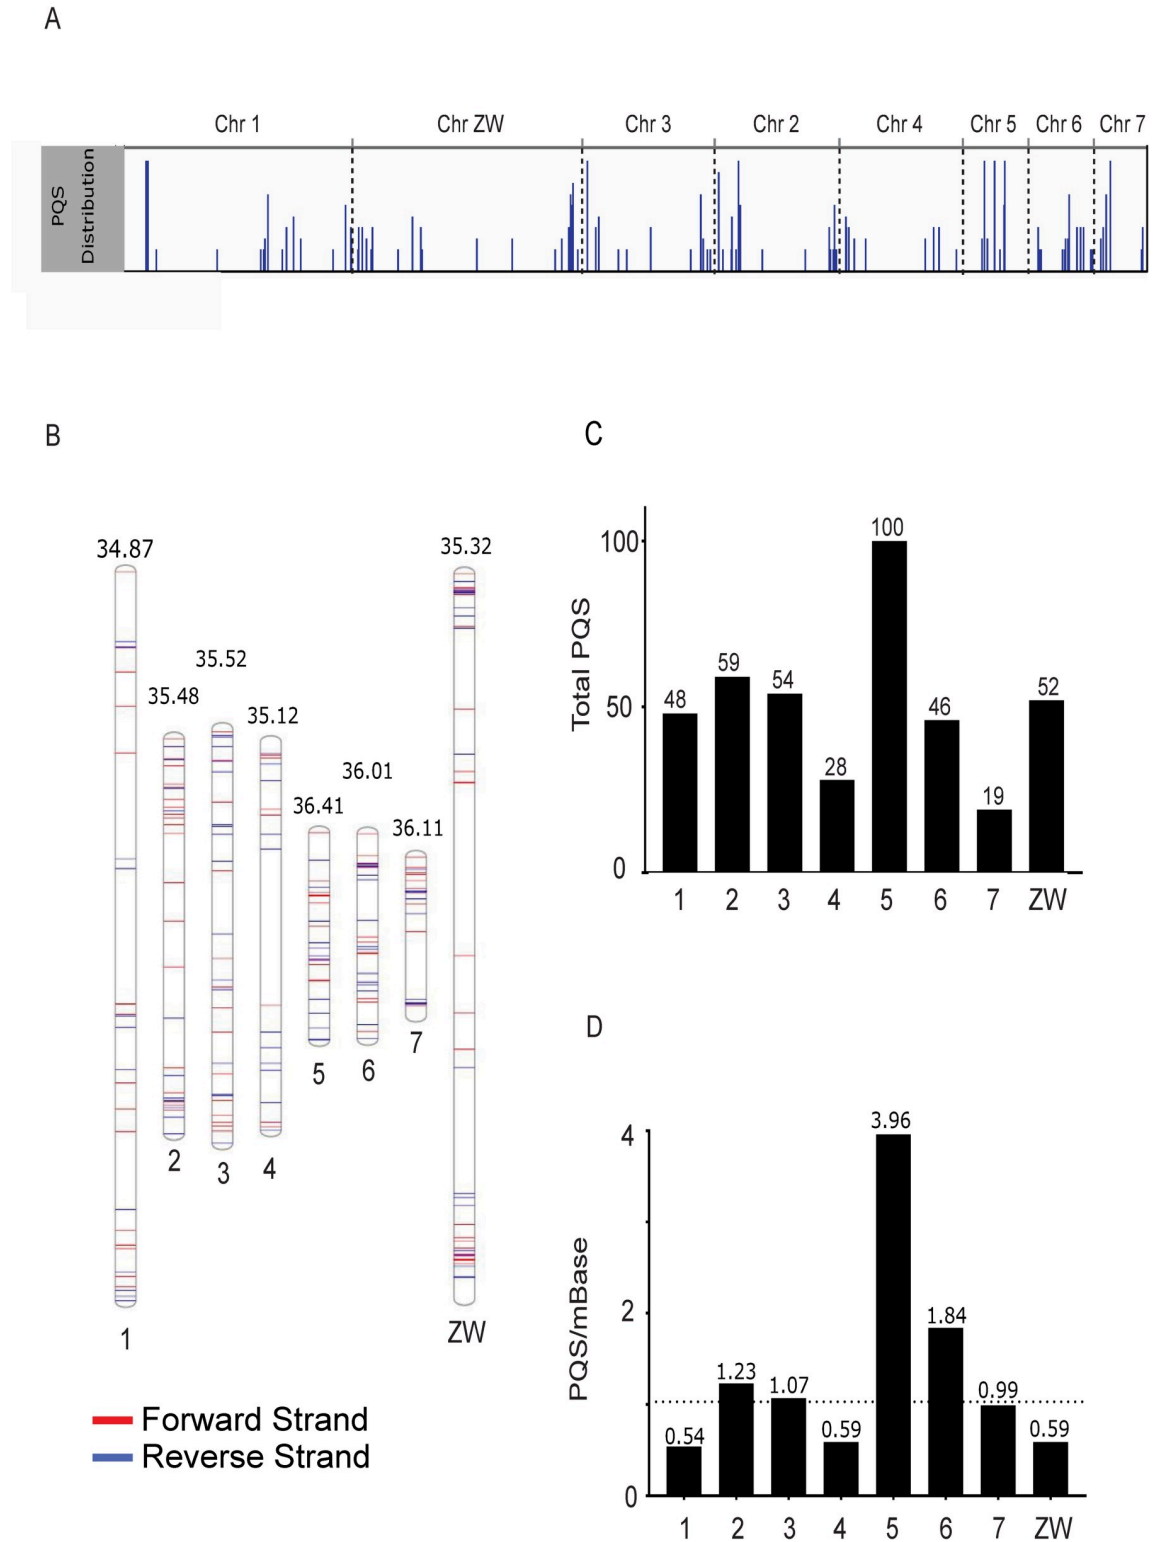 A
Chr 1 Chr ZW Chr 3 Chr 2 Chr 4 Chr 5 Chr 6 Chr 7
PQS
Distribution
B
34.87
35.48
35.52
35.12
36.41
36.01
36.11
35.32
1
2
3
4
5
6
7
ZW
Forward Strand
Reverse Strand
C
Total PQS
100
50
0
48
59
54
28
100
46
19
52
1 2 3 4 5 6 7 ZW
D
PQS/mBase
4
2
0
0.54
1.23
1.07
0.59
3.96
1.84
0.99
0.59
1 2 3 4 5 6 7 ZW